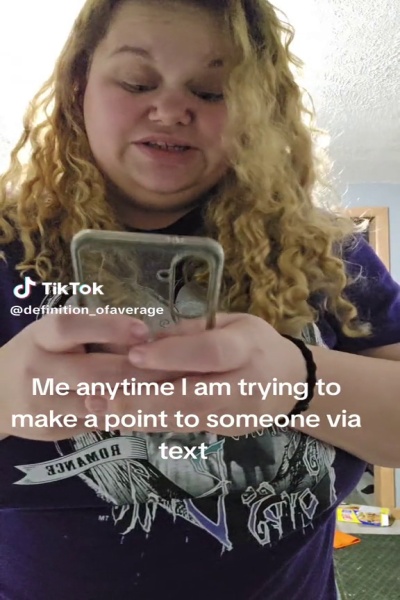 TikTok
@definition_ofaverage
Me anytime I am trying to
make a point to someone via
text
ROMANCE